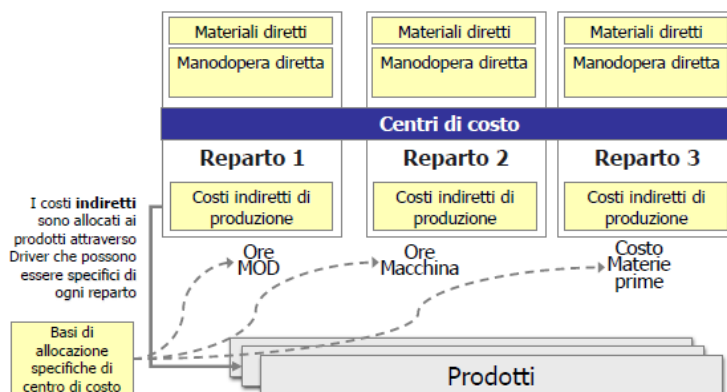 Materiali diretti
Manodopera diretta
Materiali diretti
Manodopera diretta
Materiali diretti
Manodopera diretta
Centri di costo
Reparto 1
Reparto 2
Reparto 3
Costi indiretti di
produzione
Costi indiretti di
produzione
Costi indiretti di
produzione
I costi indiretti
sono allocati ai
prodotti attraverso
Driver che possono
essere specifici di
ogni reparto
Ore
MOD
Ore
Macchina
Costo
Materie
prime
Basi di
allocazione
specifiche di
centro di costo
Prodotti